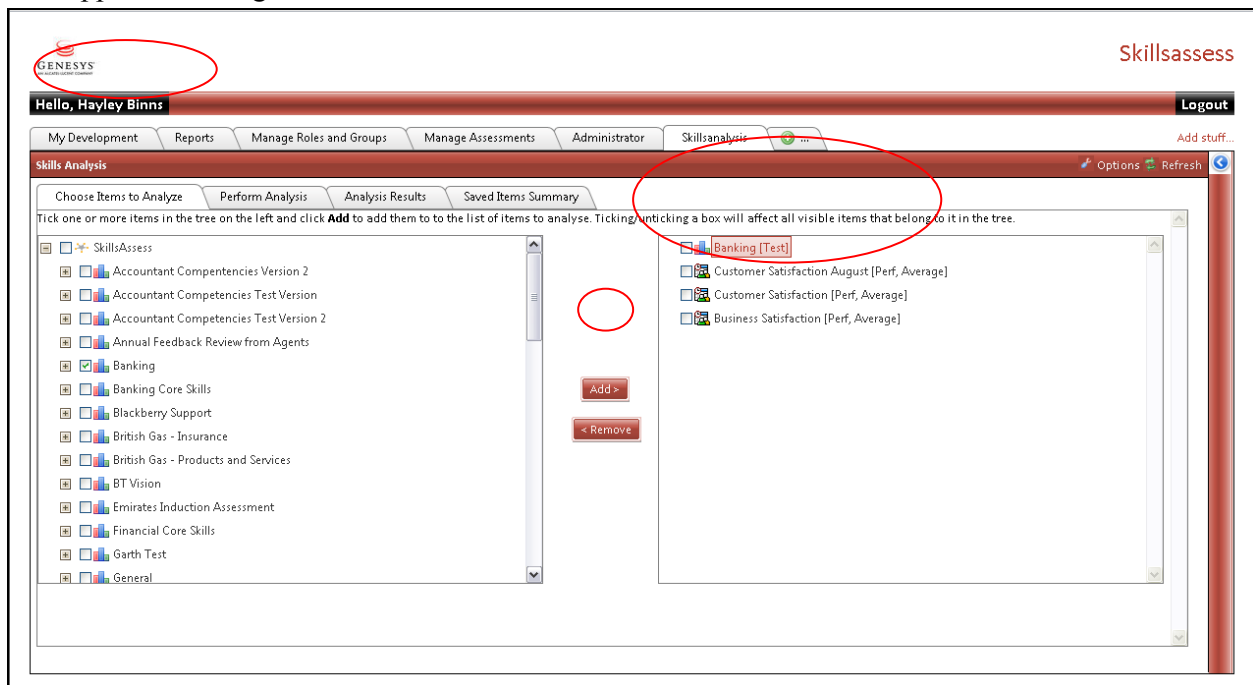 GENESYS
AN ALCATEL-LUCENT COMPANY
Skillsassess
Hello, Hayley Binns
Logout
My Development Reports Manage Roles and Groups Manage Assessments Administrator Skillsanalysis ... Add stuff...
Skills Analysis Options Refresh
Choose Items to Analyze Perform Analysis Analysis Results Saved Items Summary
Tick one or more items in the tree on the left and click Add to add them to to the list of items to analyse. Ticking/unticking a box will affect all visible items that belong to it in the tree.
SkillsAssess
Accountant Compentencies Version 2
Accountant Competencies Test Version
Accountant Competencies Test Version 2
Annual Feedback Review from Agents
Banking
Banking Core Skills
Blackberry Support
British Gas - Insurance
British Gas - Products and Services
BT Vision
Emirates Induction Assessment
Financial Core Skills
Garth Test
General
Add >
< Remove
Banking [Test]
Customer Satisfaction August [Perf, Average]
Customer Satisfaction [Perf, Average]
Business Satisfaction [Perf, Average]